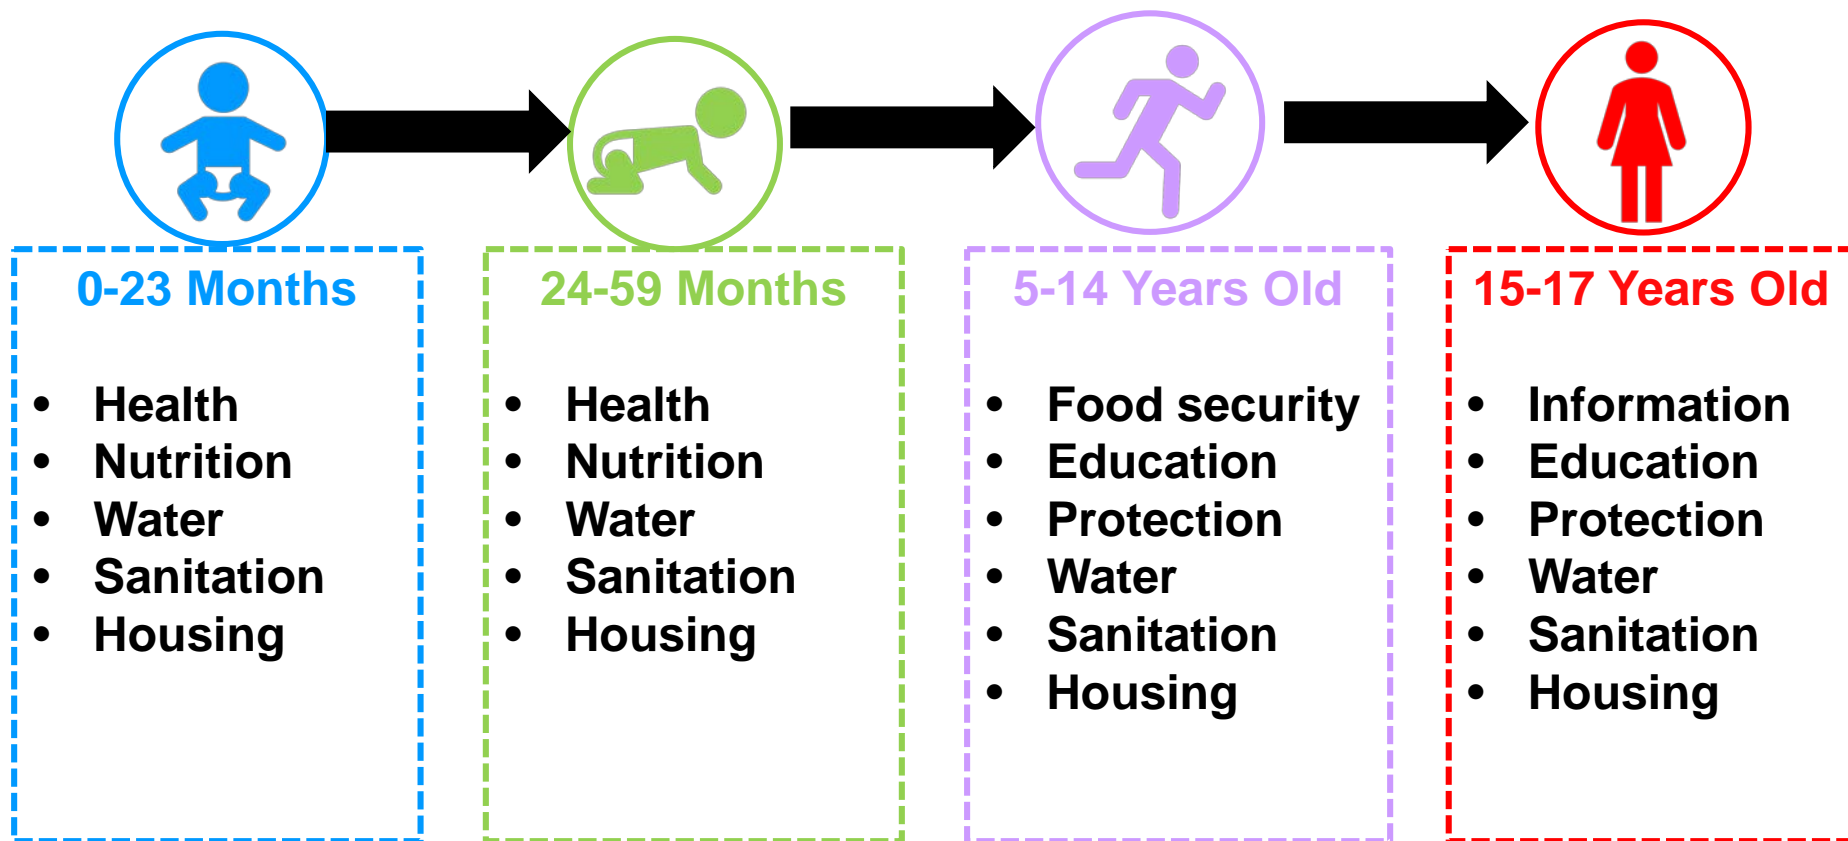 0-23 Months
• Health
• Nutrition
• Water
• Sanitation
• Housing
24-59 Months
• Health
• Nutrition
• Water
• Sanitation
• Housing
5-14 Years Old
• Food security
• Education
• Protection
• Water
• Sanitation
• Housing
15-17 Years Old
• Information
• Education
• Protection
• Water
• Sanitation
• Housing